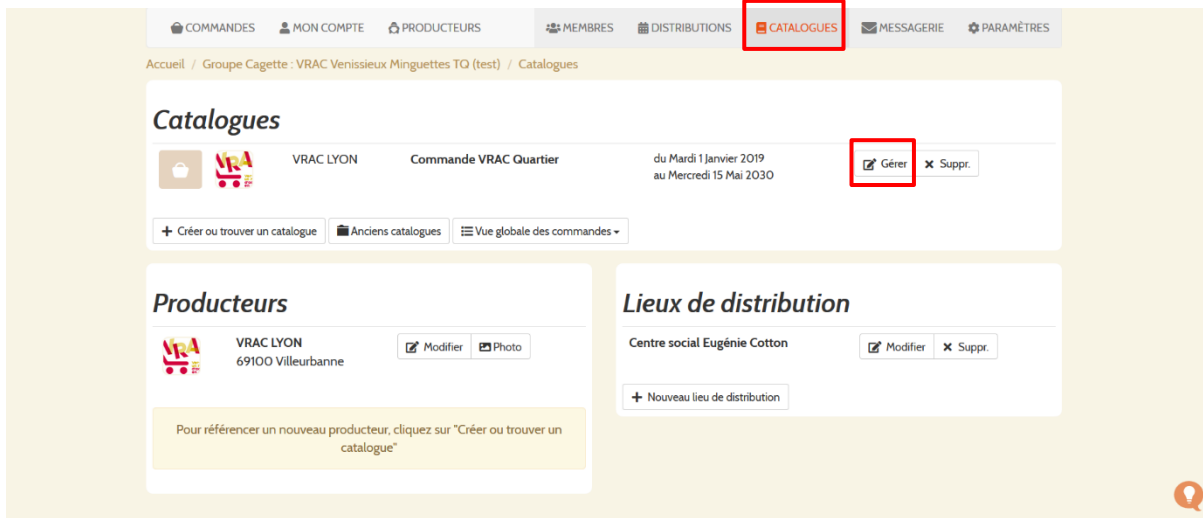 COMMANDES MON COMPTE PRODUCTEURS MEMBRES DISTRIBUTIONS CATALOGUES MESSAGERIE PARAMÈTRES
Accueil / Groupe Cagette : VRAC Venissieux Minguettes TQ (test) / Catalogues
Catalogues
VRAC LYON Commande VRAC Quartier du Mardi 1 Janvier 2019
au Mercredi 15 Mai 2030
Gérer Suppr.
Créer ou trouver un catalogue Anciens catalogues Vue globale des commandes
Producteurs
VRAC LYON
69100 Villeurbanne
Modifier Photo
Pour référencer un nouveau producteur, cliquez sur "Créer ou trouver un
catalogue"
Lieux de distribution
Centre social Eugénie Cotton Modifier Suppr.
Nouveau lieu de distribution